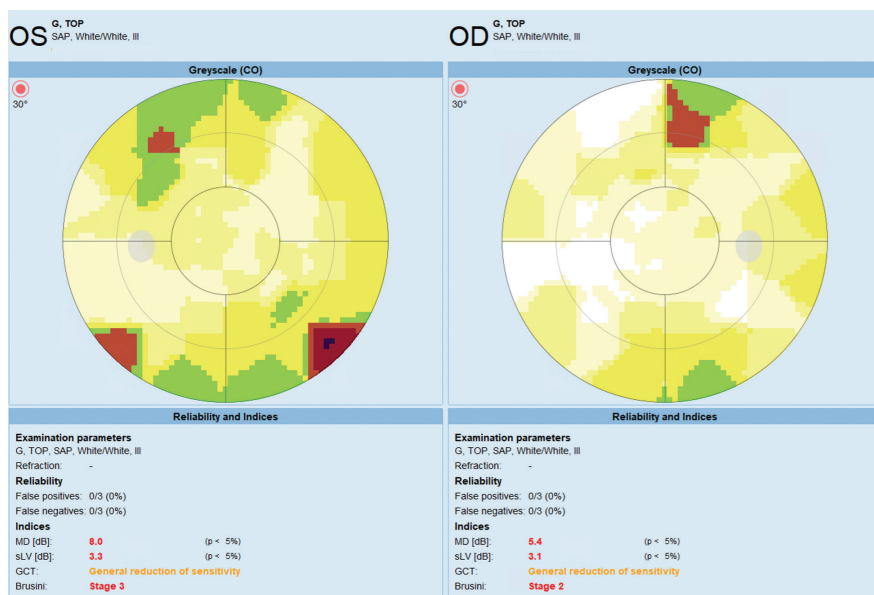 OS G, TOP
SAP, White/White, III
Greyscale (CO)
30°
Reliability and Indices
Examination parameters
G, TOP, SAP, White/White, III
Refraction: -
Reliability
False positives: 0/3 (0%)
False negatives: 0/3 (0%)
Indices
MD [dB]: 8.0 (p < 5%)
sLV [dB]: 3.3 (p < 5%)
GCT: General reduction of sensitivity
Brusini: Stage 3
OD G, TOP
SAP, White/White, III
Greyscale (CO)
30°
Reliability and Indices
Examination parameters
G, TOP, SAP, White/White, III
Refraction: -
Reliability
False positives: 0/3 (0%)
False negatives: 0/3 (0%)
Indices
MD [dB]: 5.4 (p < 5%)
sLV [dB]: 3.1 (p < 5%)
GCT: General reduction of sensitivity
Brusini: Stage 2